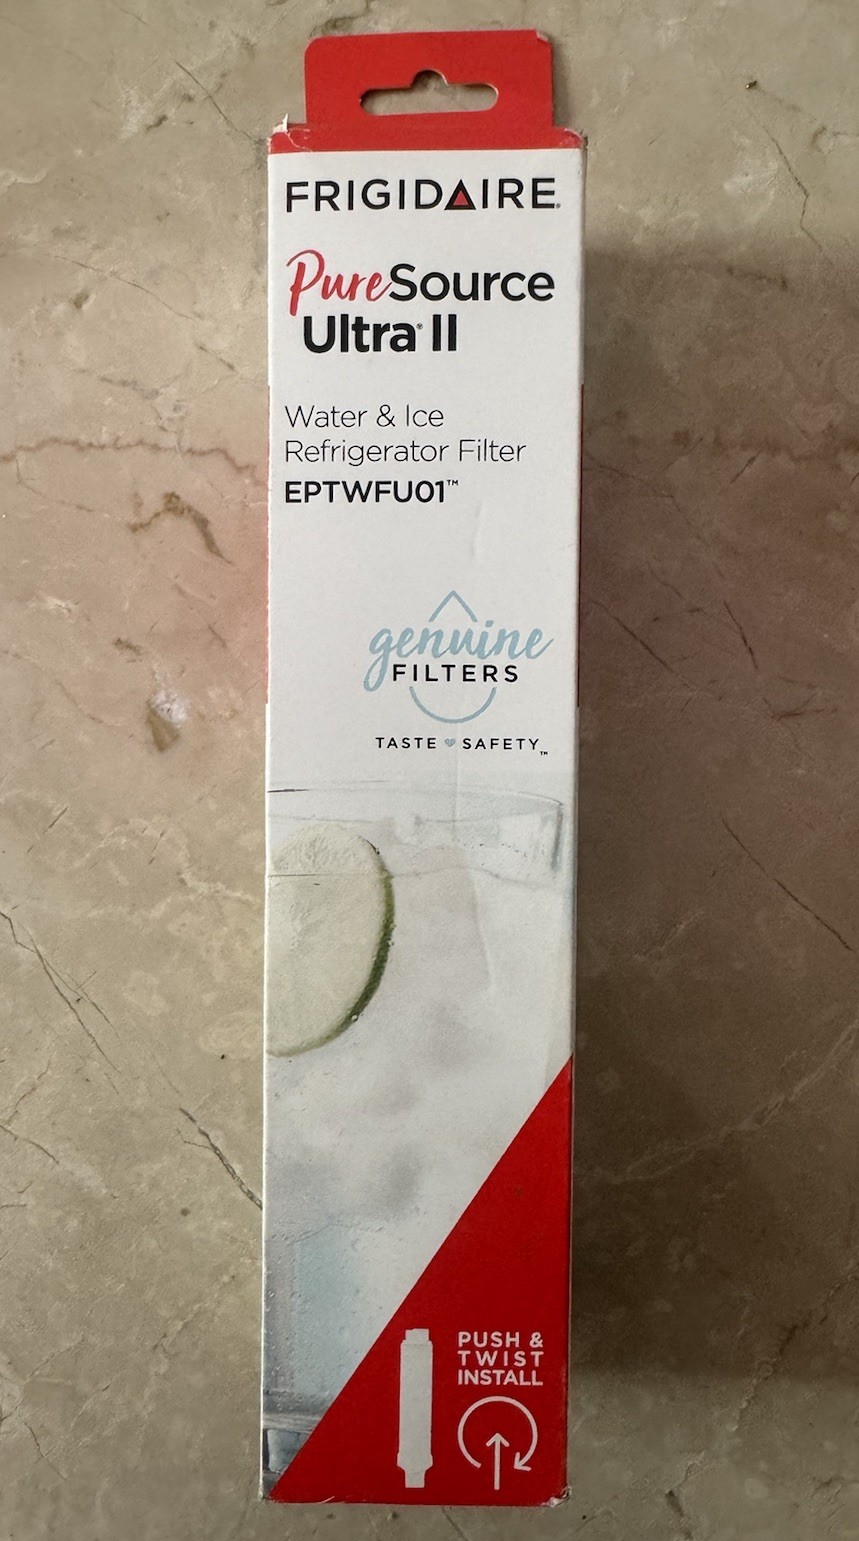 FRIGIDAIRE®
PureSource
Ultra® II
Water & Ice
Refrigerator Filter
EPTWFU01™
genuine
FILTERS
TASTE SAFETY™
PUSH &
TWIST
INSTALL